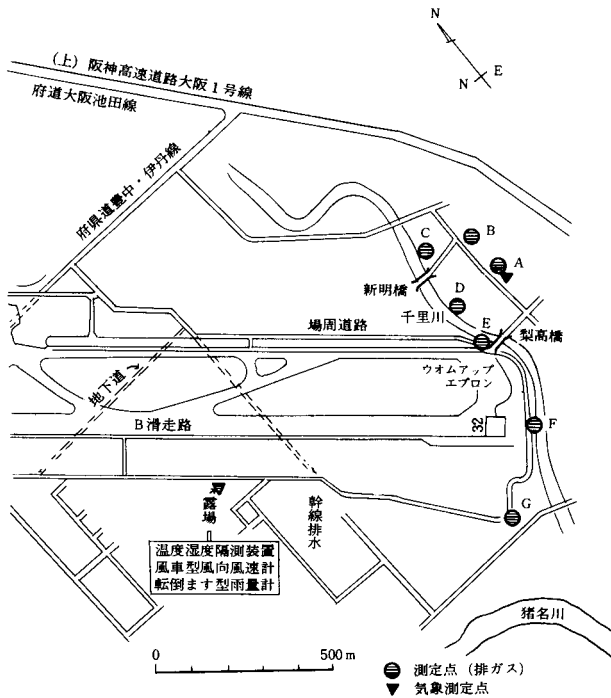 N
N E
(上) 阪神高速道路大阪1号線
府道大阪池田線
府県道豊中・伊丹線
C
B
A
新明橋
D
千里川
E
梨高橋
場周道路
ウオムアップ
エプロン
地下道
B滑走路
32
F
G
露場
幹線排水
温度湿度隔測装置
風車型風向風速計
転倒ます型雨量計
猪名川
0 500m
測定点 (排ガス)
気象測定点